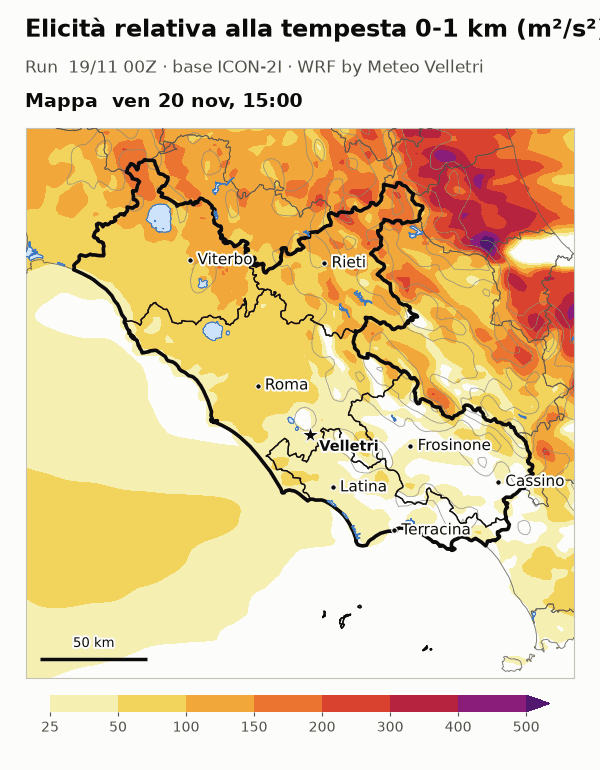 Elicità relativa alla tempesta 0-1 km (m²/s²)
Run  19/11 00Z · base ICON-2I · WRF by Meteo Velletri
Mappa  ven 20 nov, 15:00
Viterbo
Rieti
Roma
Velletri
Frosinone
Cassino
Latina
Terracina
50 km
25 50 100 150 200 300 400 500